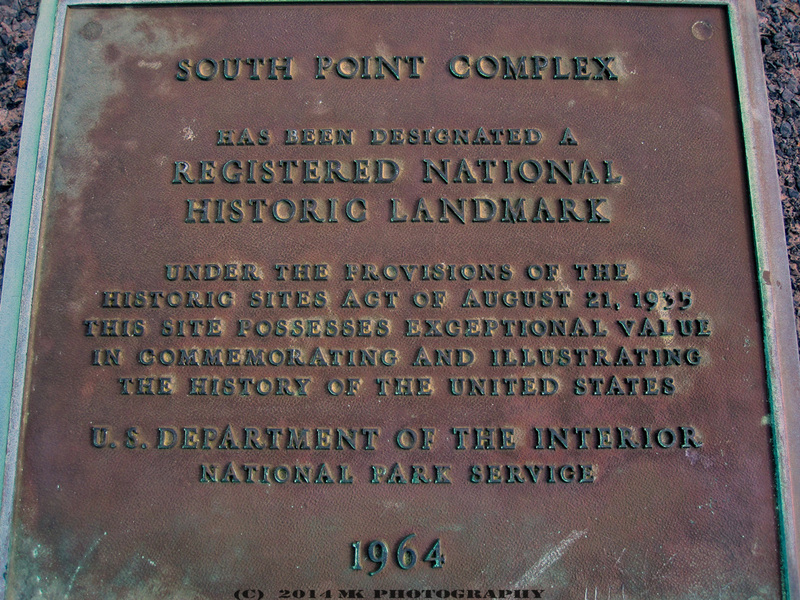 SOUTH POINT COMPLEX
HAS BEEN DESIGNATED A
REGISTERED NATIONAL
HISTORIC LANDMARK
UNDER THE PROVISIONS OF THE
HISTORIC SITES ACT OF AUGUST 21, 1935
THIS SITE POSSESSES EXCEPTIONAL VALUE
IN COMMEMORATING AND ILLUSTRATING
THE HISTORY OF THE UNITED STATES
U. S. DEPARTMENT OF THE INTERIOR
NATIONAL PARK SERVICE
1964
(C) 2014 MK PHOTOGRAPHY